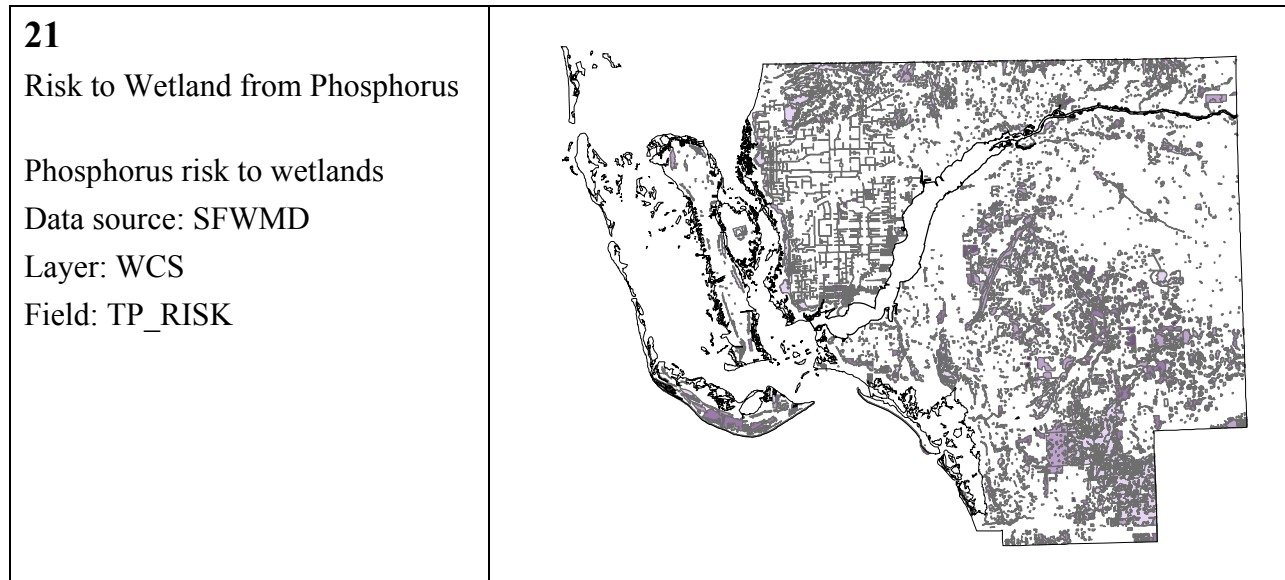 21
Risk to Wetland from Phosphorus
Phosphorus risk to wetlands
Data source: SFWMD
Layer: WCS
Field: TP_RISK